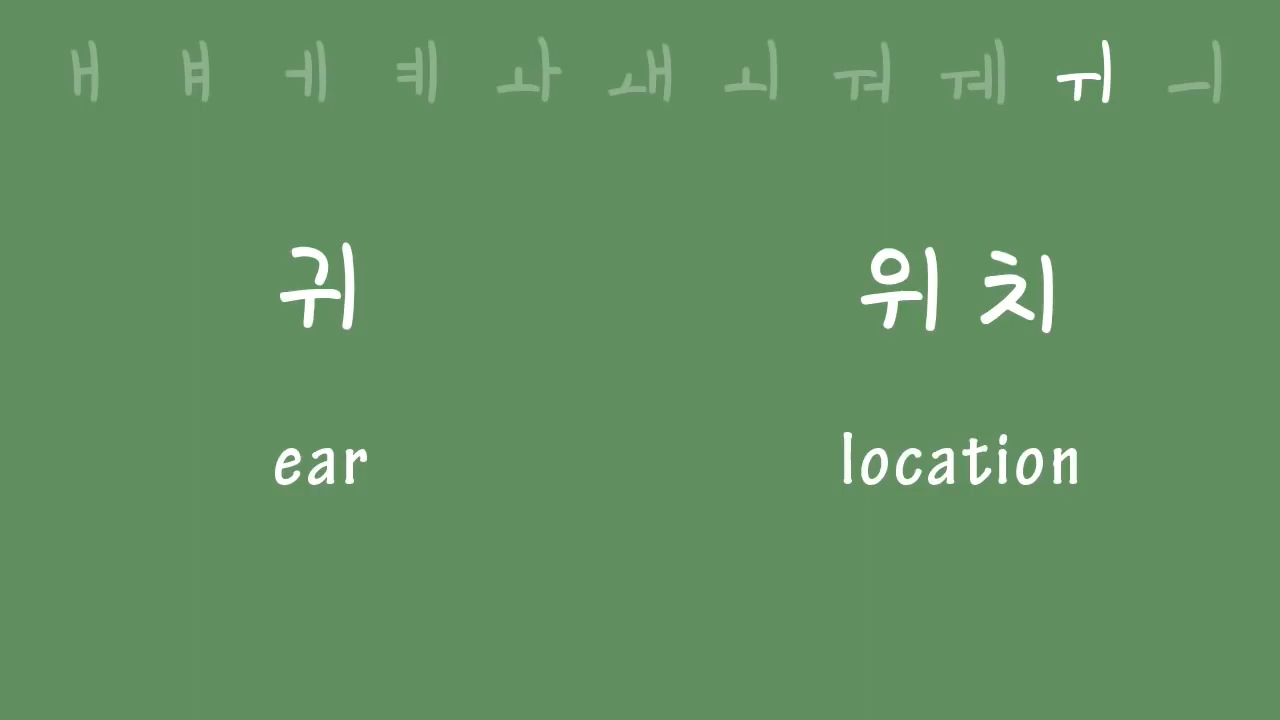 ㅐ ㅒ ㅔ ㅖ ㅘ ㅙ ㅚ ㅝ ㅞ ㅟ ㅢ
귀 위치
ear location